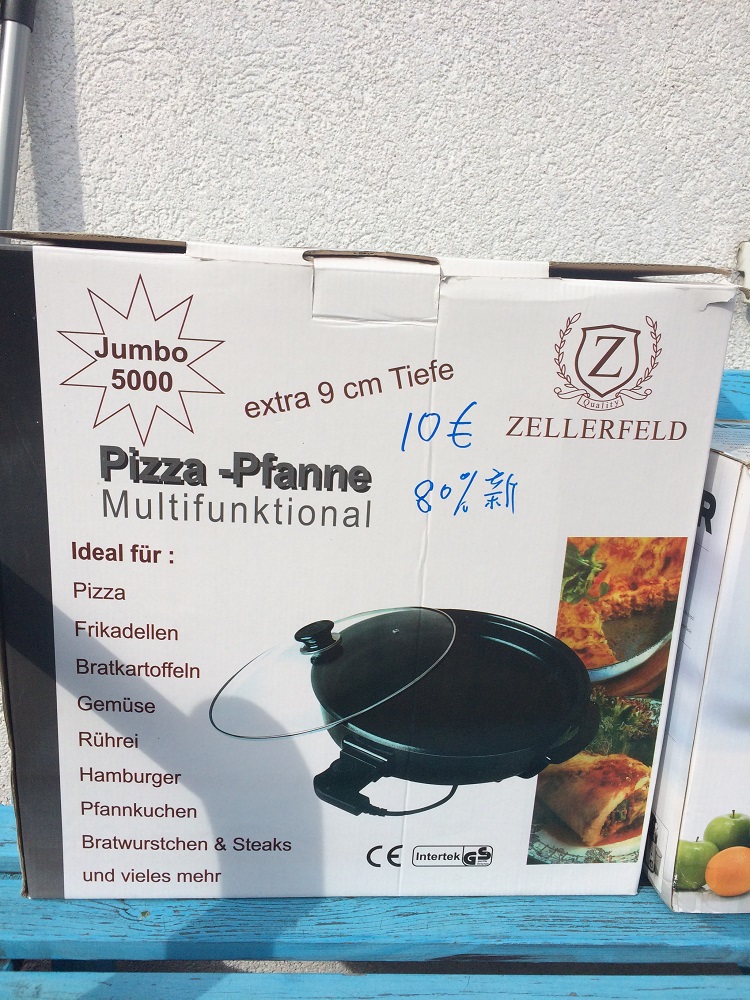 Jumbo
5000
extra 9 cm Tiefe
Z
Quality
ZELLERFELD
10€
80%新
Pizza -Pfanne
Multifunktional
Ideal für :
Pizza
Frikadellen
Bratkartoffeln
Gemüse
Rührei
Hamburger
Pfannkuchen
Bratwurstchen & Steaks
und vieles mehr
CE
Intertek GS
R